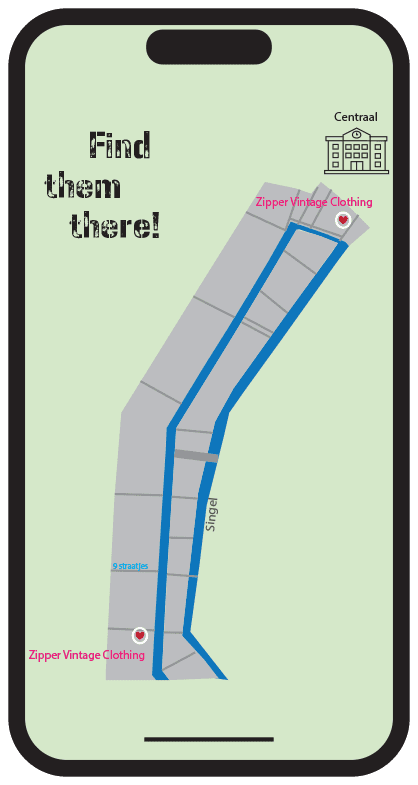 Centraal
Find
them
there!
Zipper Vintage Clothing
Singel
9 straatjes
Zipper Vintage Clothing